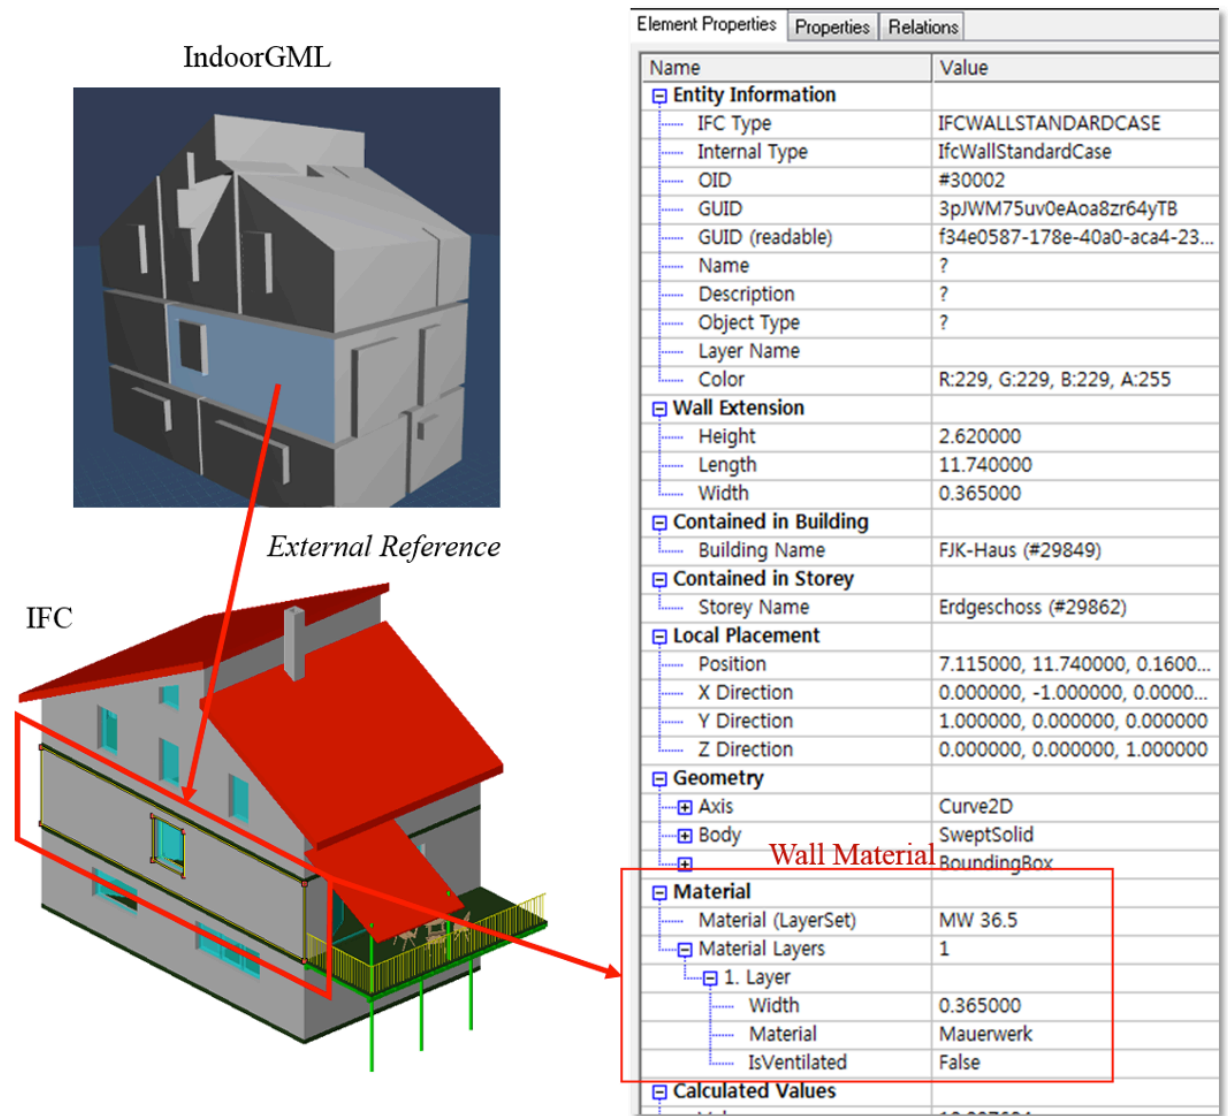 IndoorGML
External Reference
IFC
Element Properties Properties Relations
Name Value
Entity Information
IFC Type IFCWALLSTANDARDCASE
Internal Type IfcWallStandardCase
OID #30002
GUID 3pJWM75uv0eAoa8zr64yTB
GUID (readable) f34e0587-178e-40a0-aca4-23...
Name ?
Description ?
Object Type ?
Layer Name
Color R:229, G:229, B:229, A:255
Wall Extension
Height 2.620000
Length 11.740000
Width 0.365000
Contained in Building
Building Name FJK-Haus (#29849)
Contained in Storey
Storey Name Erdgeschoss (#29862)
Local Placement
Position 7.115000, 11.740000, 0.1600...
X Direction 0.000000, -1.000000, 0.0000...
Y Direction 1.000000, 0.000000, 0.000000
Z Direction 0.000000, 0.000000, 1.000000
Geometry
Axis Curve2D
Body SweptSolid
Wall Material
BoundingBox
Material
Material (LayerSet) MW 36.5
Material Layers 1
1. Layer
Width 0.365000
Material Mauerwerk
IsVentilated False
Calculated Values